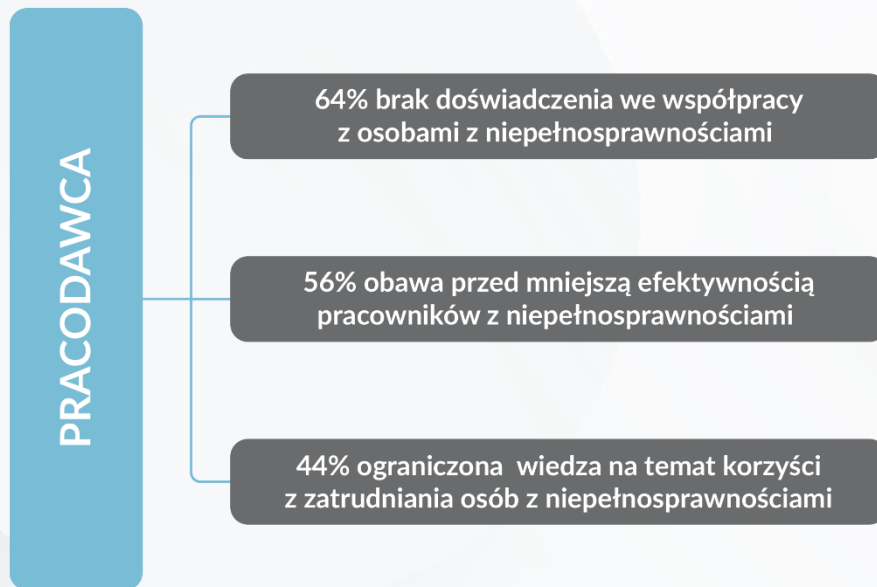 PRACODAWCA
64% brak doświadczenia we współpracy
z osobami z niepełnosprawnościami
56% obawa przed mniejszą efektywnością
pracowników z niepełnosprawnościami
44% ograniczona  wiedza na temat korzyści
z zatrudniania osób z niepełnosprawnościami